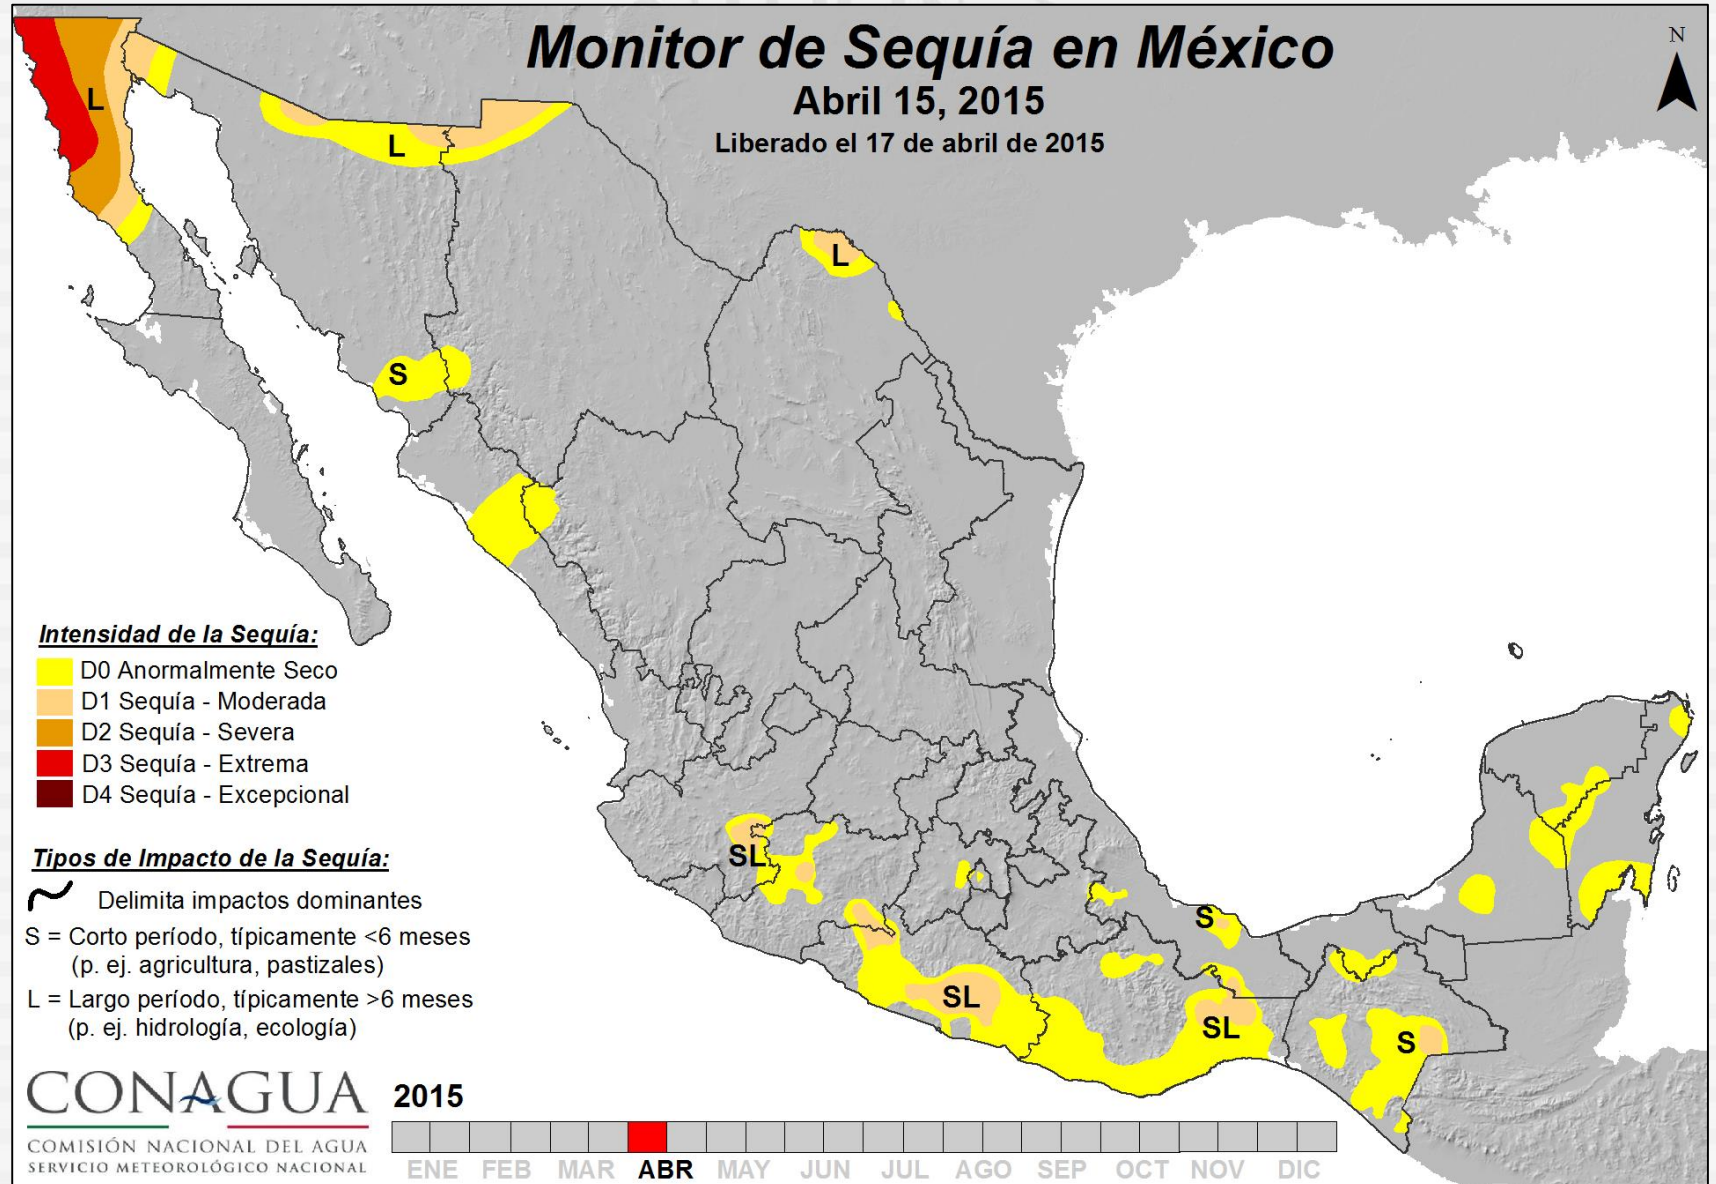 Monitor de Sequía en México
Abril 15, 2015
Liberado el 17 de abril de 2015
N
L
L
L
S
Intensidad de la Sequía:
D0 Anormalmente Seco
D1 Sequía - Moderada
D2 Sequía - Severa
D3 Sequía - Extrema
D4 Sequía - Excepcional
SL
Tipos de Impacto de la Sequía:
Delimita impactos dominantes
S = Corto período, típicamente <6 meses
(p. ej. agricultura, pastizales)
L = Largo período, típicamente >6 meses
(p. ej. hidrología, ecología)
S
SL
SL
S
CONAGUA
COMISIÓN NACIONAL DEL AGUA
SERVICIO METEOROLÓGICO NACIONAL
2015
ENE FEB MAR ABR MAY JUN JUL AGO SEP OCT NOV DIC